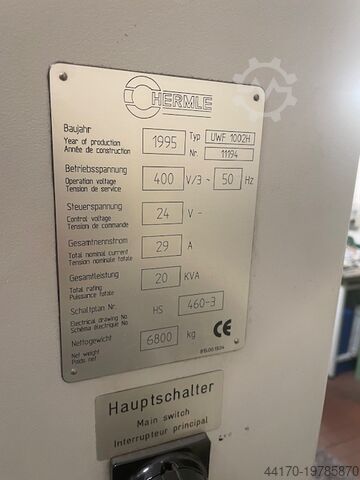 HERMLE
Baujahr
Year of production
Année de construction
1995
Typ
UWF 1002H
Nr.
11194
Betriebsspannung
Operation voltage
Tension de service
400
V/3 ~
50
Hz
Steuerspannung
Control voltage
Tension de commande
24
V -
Gesamtnennstrom
Total nominal current
Tension nominale totale
29
A
Gesamtleistung
Total rating
Puissance totale
20
KVA
Schaltplan Nr.
Electrical drawing No.
Schéma électrique No
HS
460-3
Nettogewicht
Net weight
Poids net
6800
kg
CE
Hauptschalter
Main switch
Interrupteur principal
44170-19785870